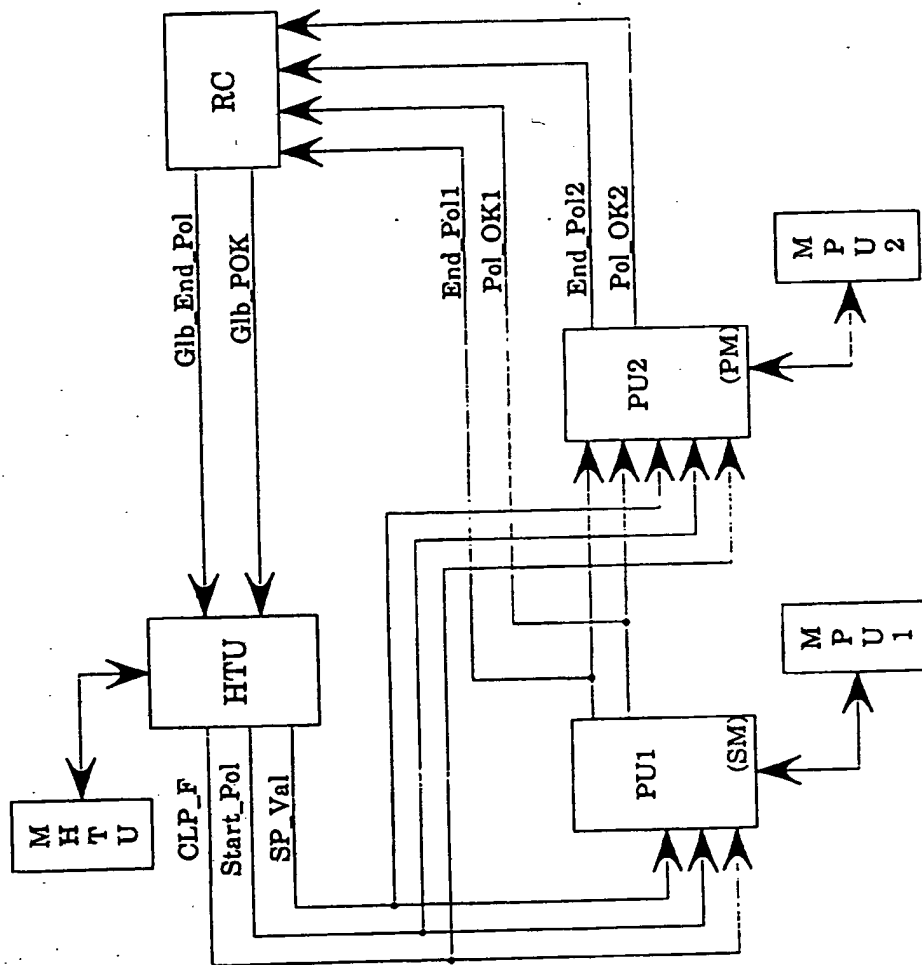 RC
Glb_End_Pol
Glb_POK
End_Pol1
Pol_OK1
End_Pol2
Pol_OK2
M
P
U
2
PU2
(PM)
HTU
M
H
T
U
CLP_F
Start_Pol
SP_Val
PU1
(SM)
M
P
U
1